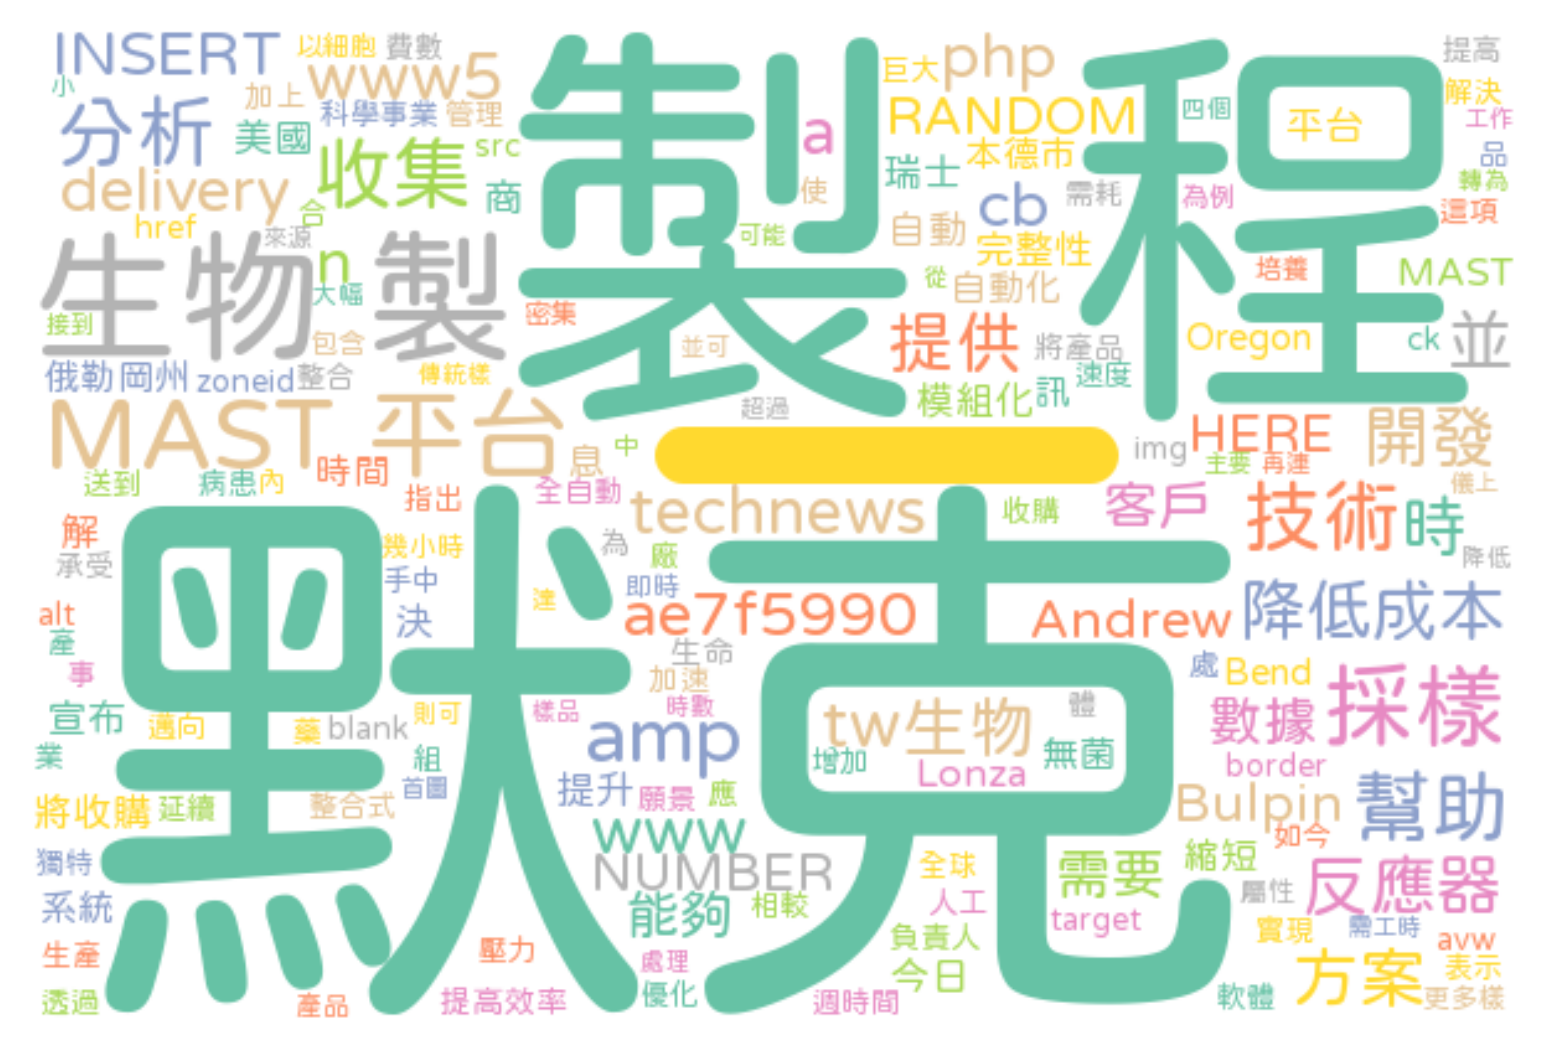 INSERT 以細胞 費數 巨大 php 提高
小 www5 加上 科學事業 管理 RANDOM 四個 平台 解決 工作
分析 美國 收集 src 製程 a 瑞士 本德市 品
delivery 合 商 使 cb 需耗 為例 轉為
href 來源 可能 自動 完整性 這項
生物製 n 大幅 密集 從 自動化 培養 MAST
接到 包含 並可 提供 將產品 Oregon ck 並
俄勒岡州 zoneid 整合 傳統樣 超過 模組化 訊 速度
MAST平台 息 中 img HERE 開發
送到 病患內 時間 指出 全自動 主要 再連 儀上
解 默克 technews 收購 客戶 技術 時
承受 幾小時 為 廠 降低
手中 即時
alt 產 決 達 ae7f5990 Andrew 降低成本
事 生命 加速 處 Bend
宣布 邁向 藥 blank 則可 樣品 時數 體 數據 採樣
業 組 amp tw生物 增加 無菌 border
首圖 提升 願景 應 Lonza
將收購 延續 整合式 www Bulpin 幫助
獨特 NUMBER 全球 需要 縮短 如今
系統 能夠 相較 人工 target 屬性 反應器
生產 壓力 處理 負責人 實現 需工時 avw
透過 產品 提高效率 優化 今日 週時間 軟體 方案 表示 更多樣